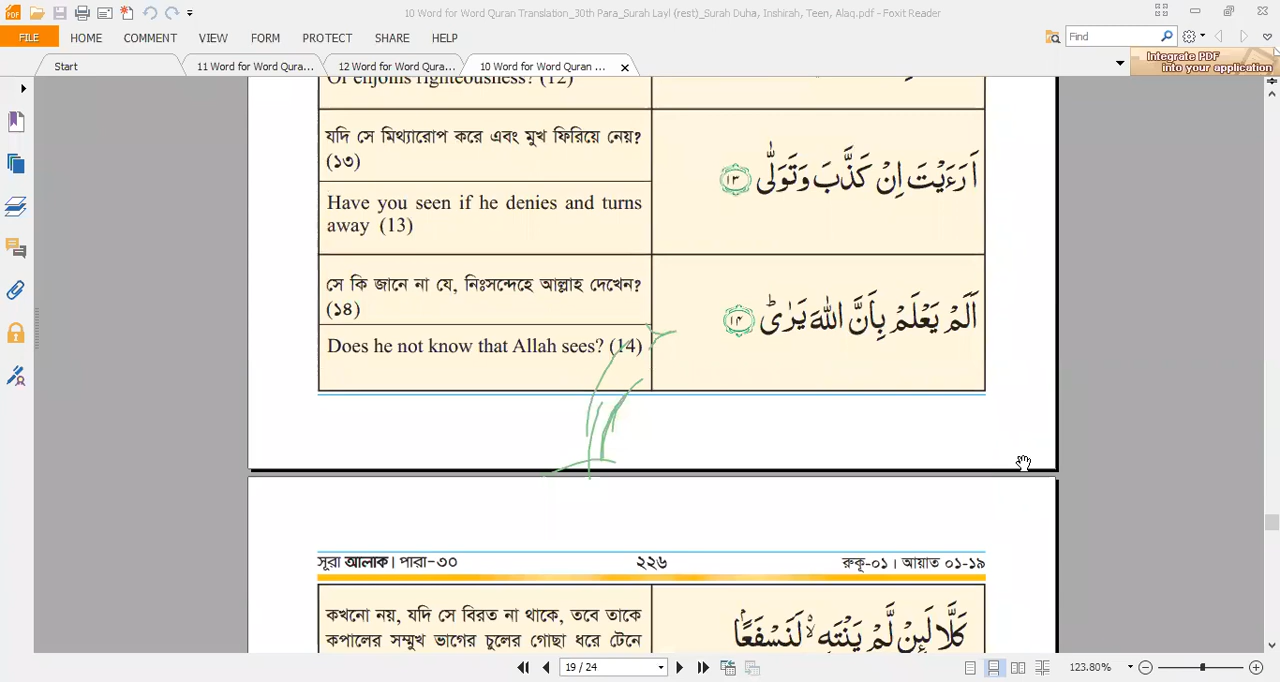 10 Word for Word Quran Translation_30th Para_Surah Layl (rest)_Surah Duha, Inshirah, Teen, Alaq.pdf - Foxit Reader
FILE HOME COMMENT VIEW FORM PROTECT SHARE HELP Find
Integrate PDF
into your application
Start 11 Word for Word Qura... 12 Word for Word Qura... 10 Word for Word Quran ...
Or enjoins righteousness? (12)
যদি সে মিথ্যারোপ করে এবং মুখ ফিরিয়ে নেয়?
(১৩)
اَرَءَيْتَ اِنْ كَذَّبَ وَتَوَلّٰى ١٣
Have you seen if he denies and turns
away (13)
সে কি জানে না যে, নিঃসন্দেহে আল্লাহ দেখেন?
(১৪)
اَلَمْ يَعْلَمْ بِاَنَّ اللّٰهَ يَرٰىؕ ١٤
Does he not know that Allah sees? (14)
সূরা আলাক। পারা-৩০ ২২৬ রুকূ-০১। আয়াত ০১-১৯
কখনো নয়, যদি সে বিরত না থাকে, তবে তাকে
কপালের সম্মুখ ভাগের চুলের গোছা ধরে টেনে
كَلَّا لَىِٕنْ لَّمْ يَنْتَهِ ۙ لَنَسْفَعًۢا
19 / 24 123.80%